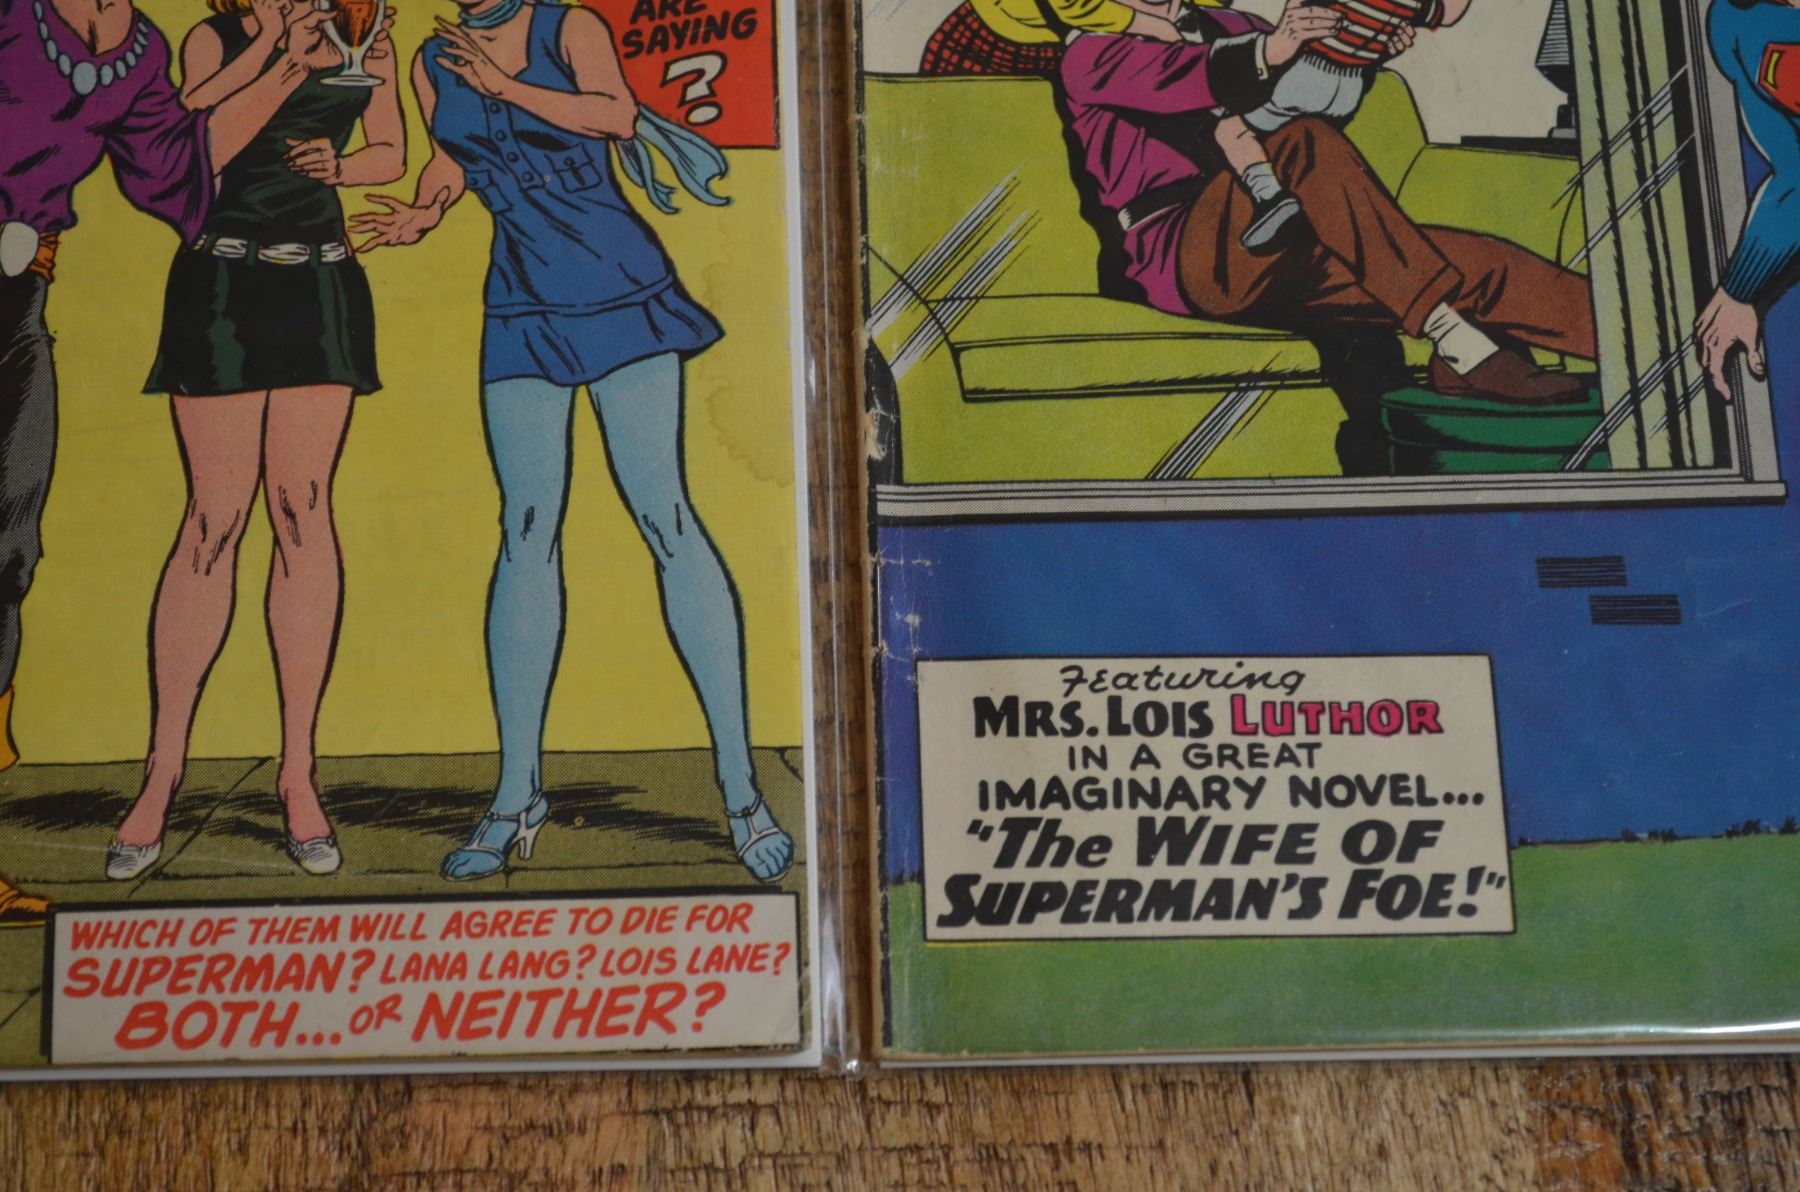 ARE
SAYING
?
WHICH OF THEM WILL AGREE TO DIE FOR
SUPERMAN? LANA LANG? LOIS LANE?
BOTH... OR NEITHER?
Featuring
MRS. LOIS LUTHOR
IN A GREAT
IMAGINARY NOVEL...
"The WIFE OF
SUPERMAN'S FOE!"